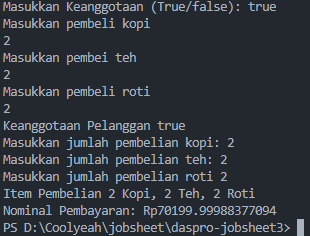 Masukkan Keanggotaan (True/false): true
Masukkan pembeli kopi
2
Masukkan pembei teh
2
Masukkan pembeli roti
2
Keanggotaan Pelanggan true
Masukkan jumlah pembelian kopi: 2
Masukkan jumlah pembelian teh: 2
Masukkan jumlah pembelian roti 2
Item Pembelian 2 Kopi, 2 Teh, 2 Roti
Nominal Pembayaran: Rp70199.99988377094
PS D:\Coolyeah\jobsheet\daspro-jobsheet3>